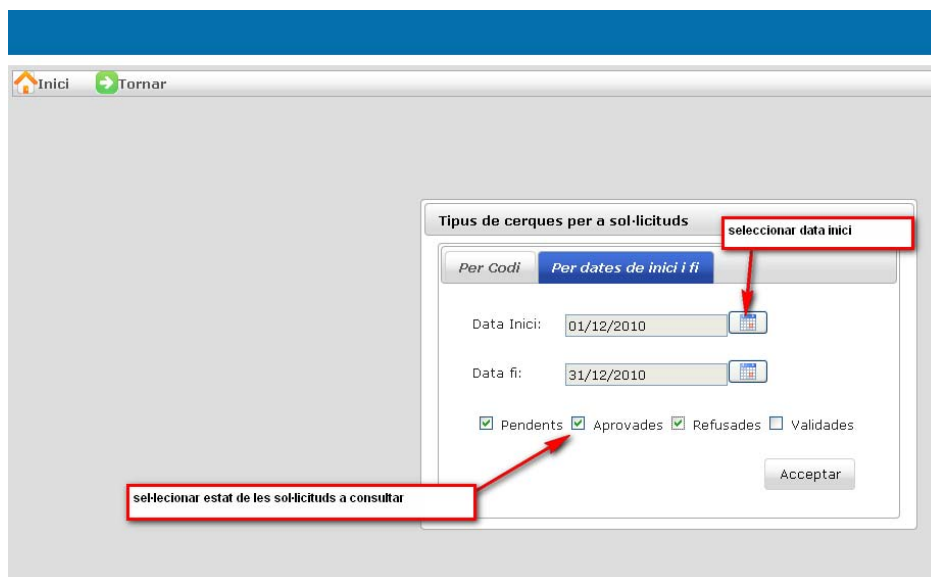 Inici Tornar
Tipus de cerques per a sol·licituds
seleccionar data inici
Per Codi Per dates de inici i fi
Data Inici: 01/12/2010
Data fi: 31/12/2010
Pendents Aprovades Refusades Validades
Acceptar
sel·lecionar estat de les sol·licituds a consultar